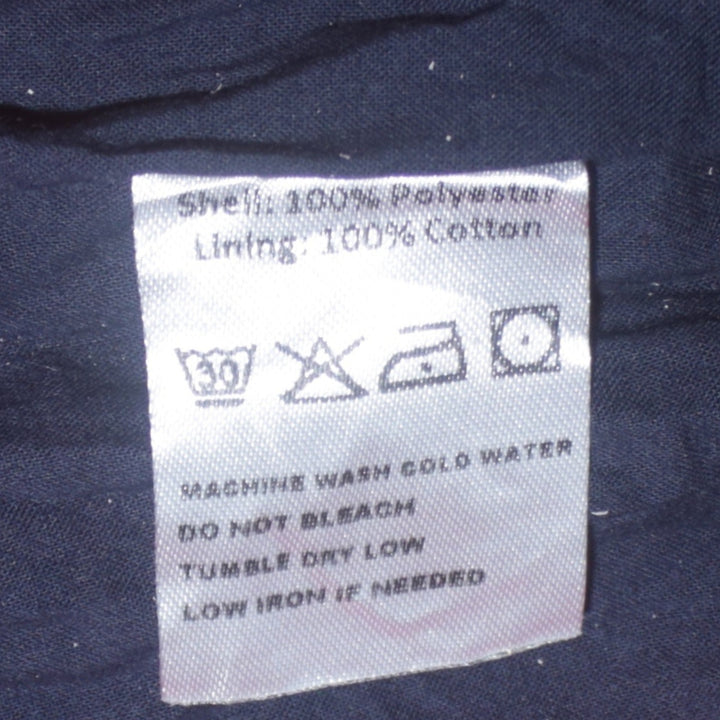 Shell: 100% Polyester
Lining: 100% Cotton
30
MACHINE WASH COLD WATER
DO NOT BLEACH
TUMBLE DRY LOW
LOW IRON IF NEEDED